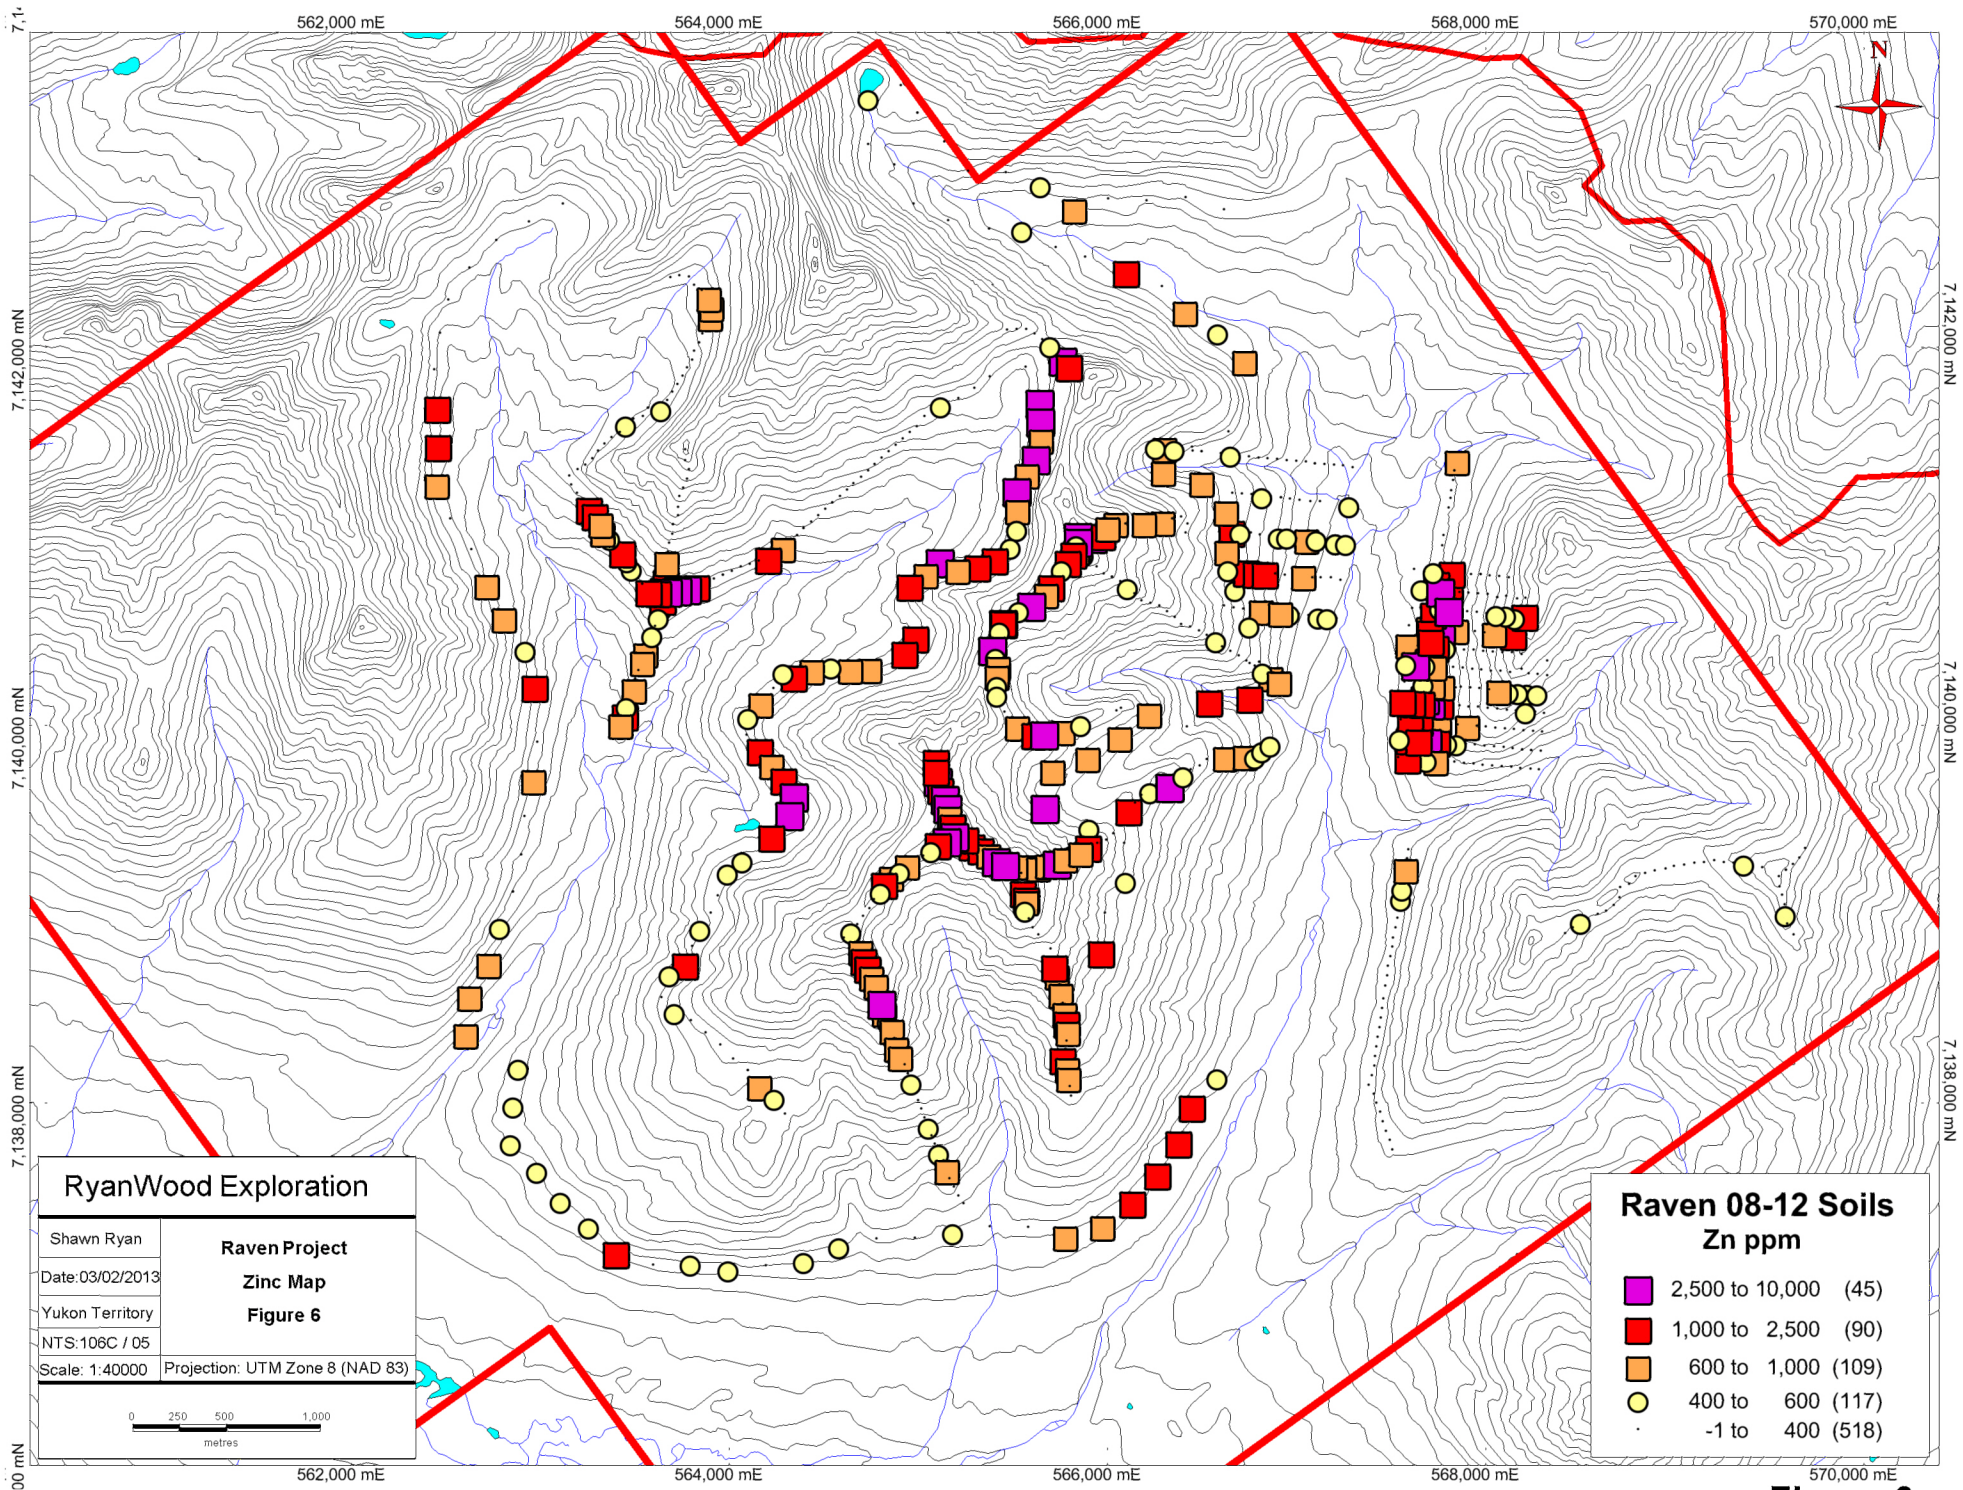 562,000 mE
564,000 mE
566,000 mE
568,000 mE
570,000 mE
N
7,142,000 mN
7,142,000 mN
7,140,000 mN
7,140,000 mN
7,138,000 mN
7,138,000 mN
RyanWood Exploration
Shawn Ryan
Date:03/02/2013
Yukon Territory
NTS:106C / 05
Scale: 1:40000
Raven Project
Zinc Map
Figure 6
Projection: UTM Zone 8 (NAD 83)
0 250 500 1,000
metres
Raven 08-12 Soils
Zn ppm
2,500 to 10,000 (45)
1,000 to 2,500 (90)
600 to 1,000 (109)
400 to 600 (117)
-1 to 400 (518)
00 mN
562,000 mE
564,000 mE
566,000 mE
568,000 mE
570,000 mE